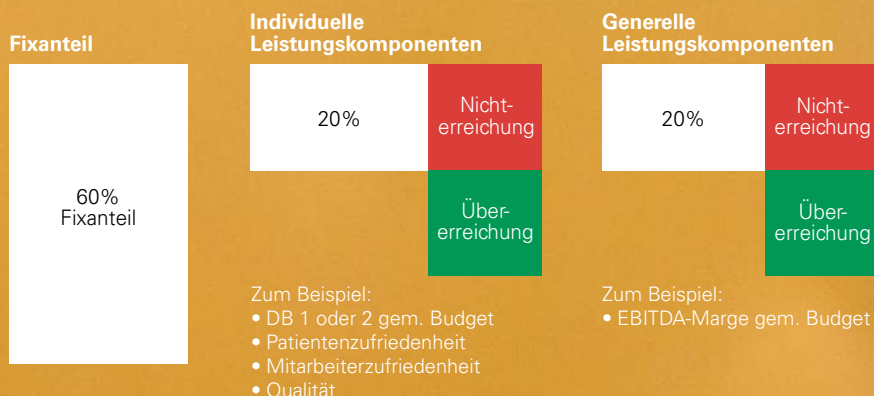 Fixanteil
60%
Fixanteil
Individuelle
Leistungskomponenten
20%
Nicht-
erreichung
Über-
erreichung
Zum Beispiel:
• DB 1 oder 2 gem. Budget
• Patientenzufriedenheit
• Mitarbeiterzufriedenheit
• Qualität
Generelle
Leistungskomponenten
20%
Nicht-
erreichung
Über-
erreichung
Zum Beispiel:
• EBITDA-Marge gem. Budget